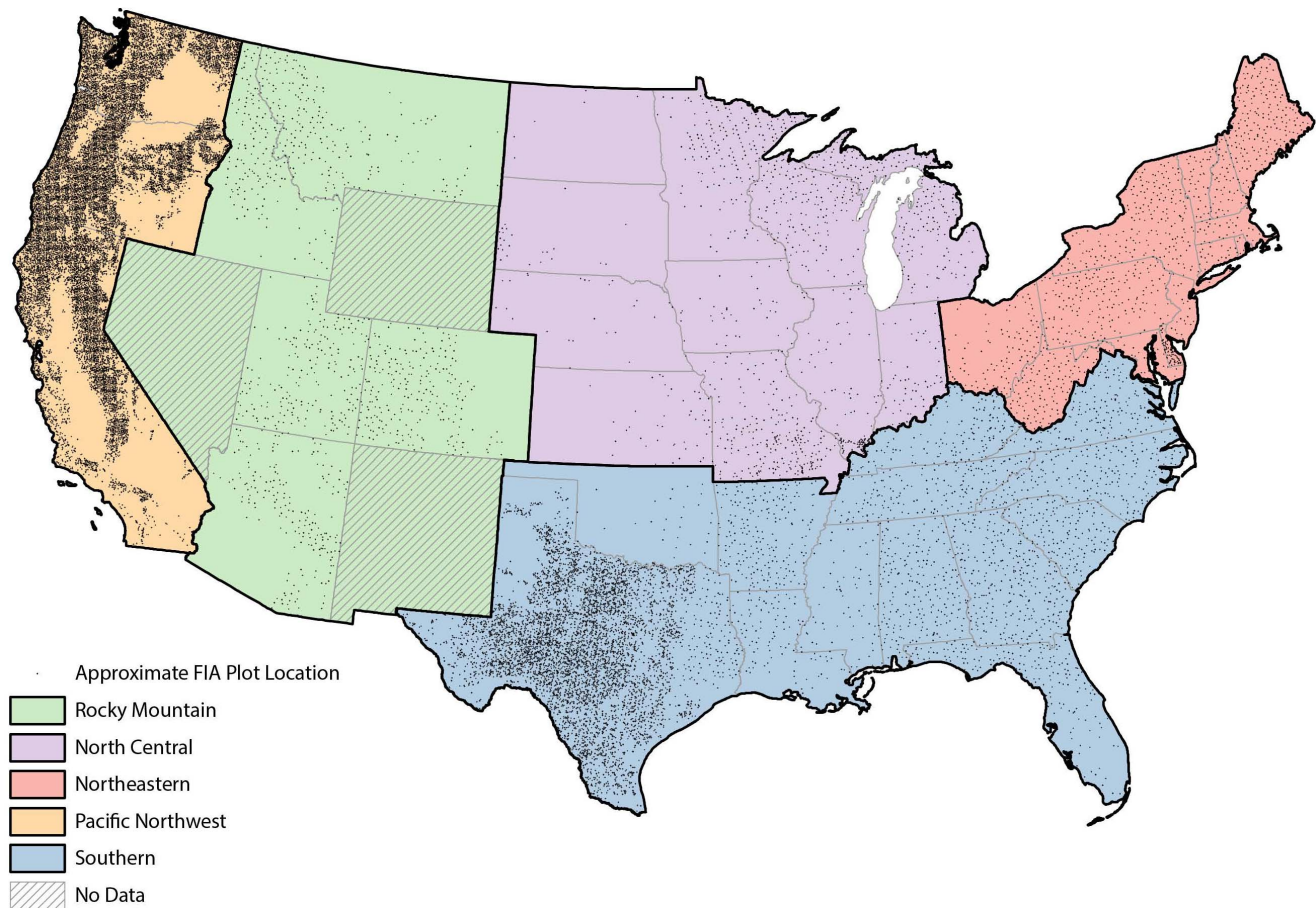 Approximate FIA Plot Location
Rocky Mountain
North Central
Northeastern
Pacific Northwest
Southern
No Data